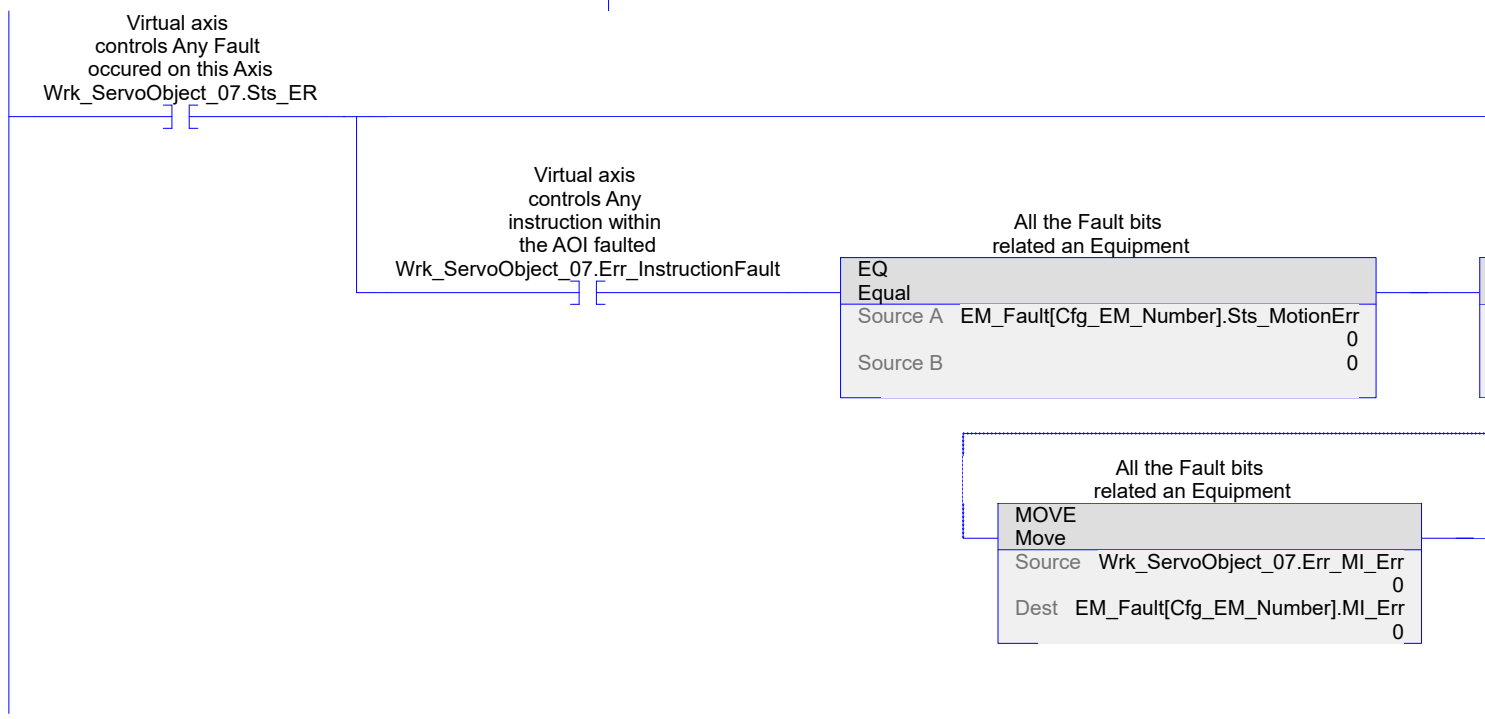 Virtual axis
controls Any Fault
occured on this Axis
Wrk_ServoObject_07.Sts_ER
Virtual axis
controls Any
instruction within
the AOI faulted
Wrk_ServoObject_07.Err_InstructionFault
All the Fault bits
related an Equipment
EQ
Equal
Source A EM_Fault[Cfg_EM_Number].Sts_MotionErr
0
Source B 0
All the Fault bits
related an Equipment
MOVE
Move
Source Wrk_ServoObject_07.Err_MI_Err
0
Dest EM_Fault[Cfg_EM_Number].MI_Err
0